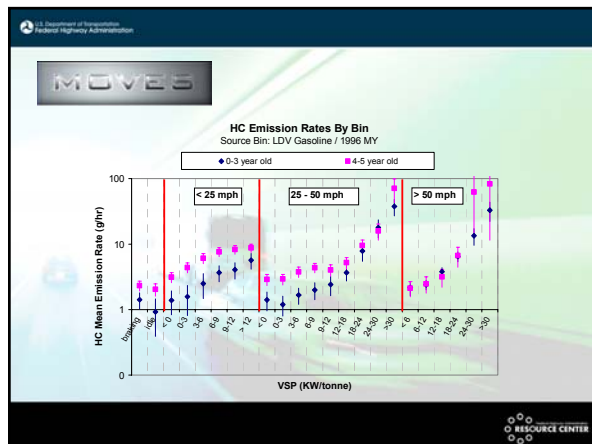 U.S. Department of Transportation
Federal Highway Administration
MOVES
HC Emission Rates By Bin
Source Bin: LDV Gasoline / 1996 MY
0-3 year old 4-5 year old
< 25 mph 25 - 50 mph > 50 mph
HC Mean Emission Rate (g/hr)
100
10
1
0
braking idle < 0 0-3 3-6 6-9 9-12 > 12 < 0 0-3 3-6 6-9 9-12 12-18 18-24 24-30 >30 < 6 6-12 12-18 18-24 24-30 >30
VSP (KW/tonne)
RESOURCE CENTER